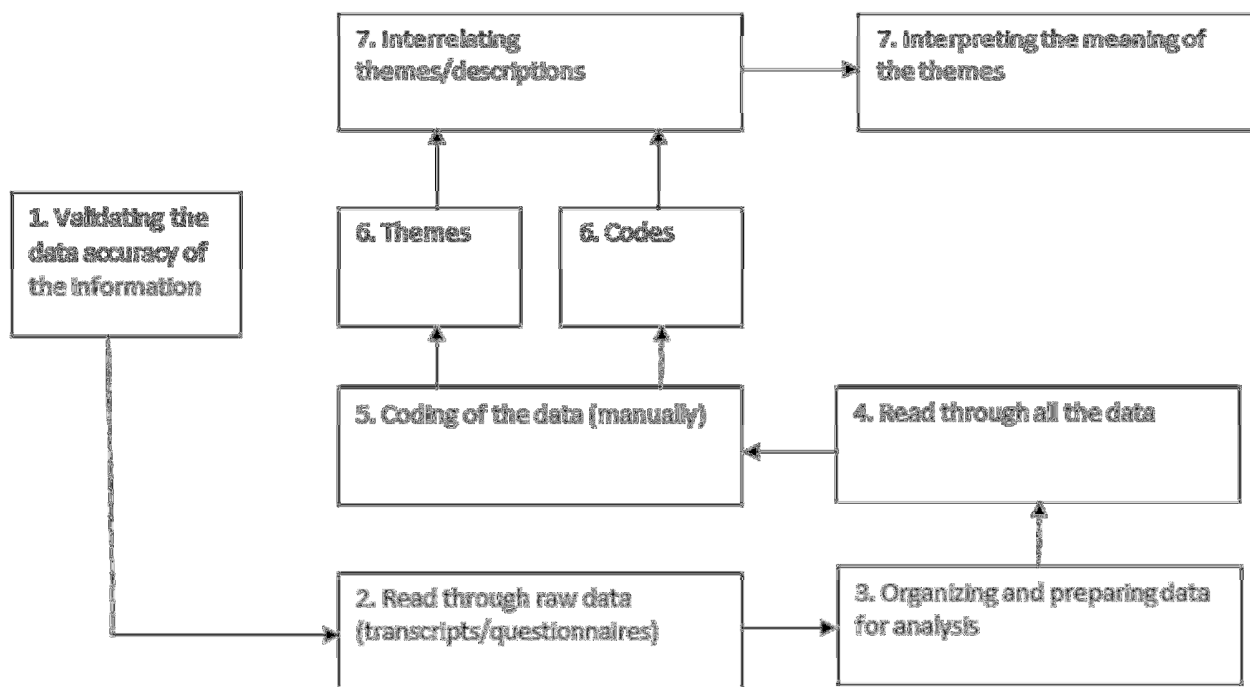 7. Interrelating
themes/descriptions
7. Interpreting the meaning of
the themes
1. Validating the
data accuracy of
the information
6. Themes
6. Codes
5. Coding of the data (manually)
4. Read through all the data
2. Read through raw data
(transcripts/questionnaires)
3. Organizing and preparing data
for analysis